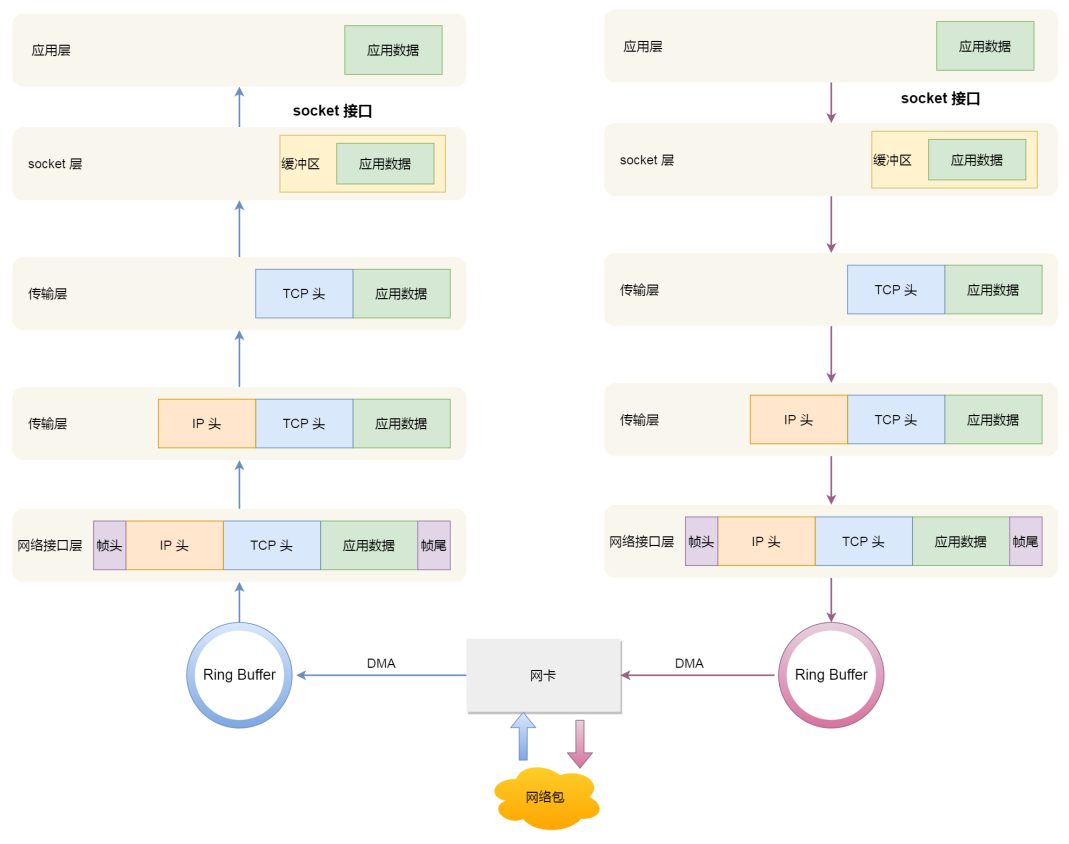 应用层
应用数据
socket 接口
socket 层
缓冲区
应用数据
传输层
TCP 头
应用数据
传输层
IP 头
TCP 头
应用数据
网络接口层
帧头
IP 头
TCP 头
应用数据
帧尾
Ring Buffer
应用层
应用数据
socket 接口
socket 层
缓冲区
应用数据
传输层
TCP 头
应用数据
传输层
IP 头
TCP 头
应用数据
网络接口层
帧头
IP 头
TCP 头
应用数据
帧尾
Ring Buffer
DMA
网卡
DMA
网络包